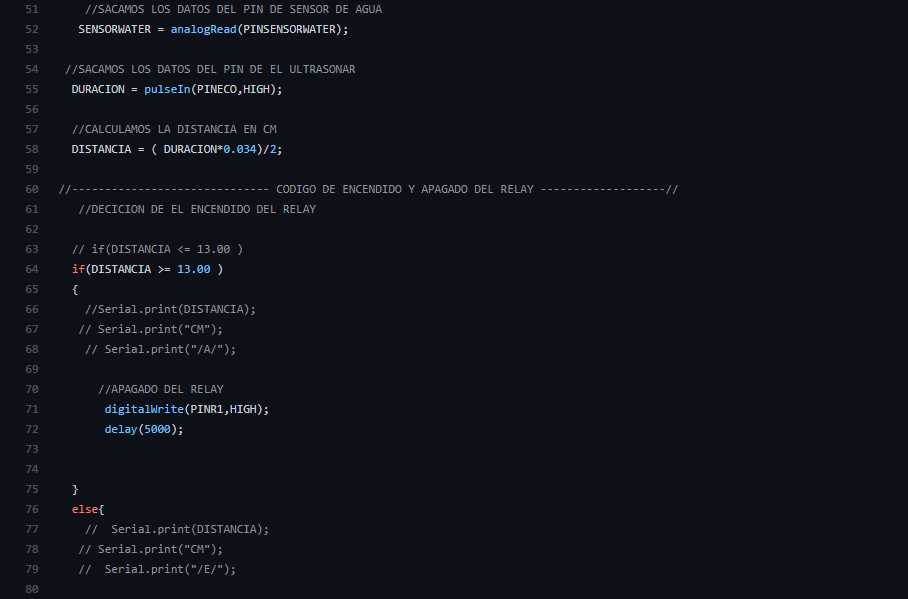 51 //SACAMOS LOS DATOS DEL PIN DE SENSOR DE AGUA
52 SENSORWATER = analogRead(PINSENSORWATER);
53
54 //SACAMOS LOS DATOS DEL PIN DE EL ULTRASONAR
55 DURACION = pulseIn(PINECO,HIGH);
56
57 //CALCULAMOS LA DISTANCIA EN CM
58 DISTANCIA = ( DURACION*0.034)/2;
59
60 //------------------------------ CODIGO DE ENCENDIDO Y APAGADO DEL RELAY -------------------//
61 //DECICION DE EL ENCENDIDO DEL RELAY
62
63 // if(DISTANCIA <= 13.00 )
64 if(DISTANCIA >= 13.00 )
65 {
66 //Serial.print(DISTANCIA);
67 // Serial.print("CM");
68 // Serial.print("/A/");
69
70 //APAGADO DEL RELAY
71 digitalWrite(PINR1,HIGH);
72 delay(5000);
73
74
75 }
76 else{
77 //  Serial.print(DISTANCIA);
78 // Serial.print("CM");
79 //  Serial.print("/E/");
80